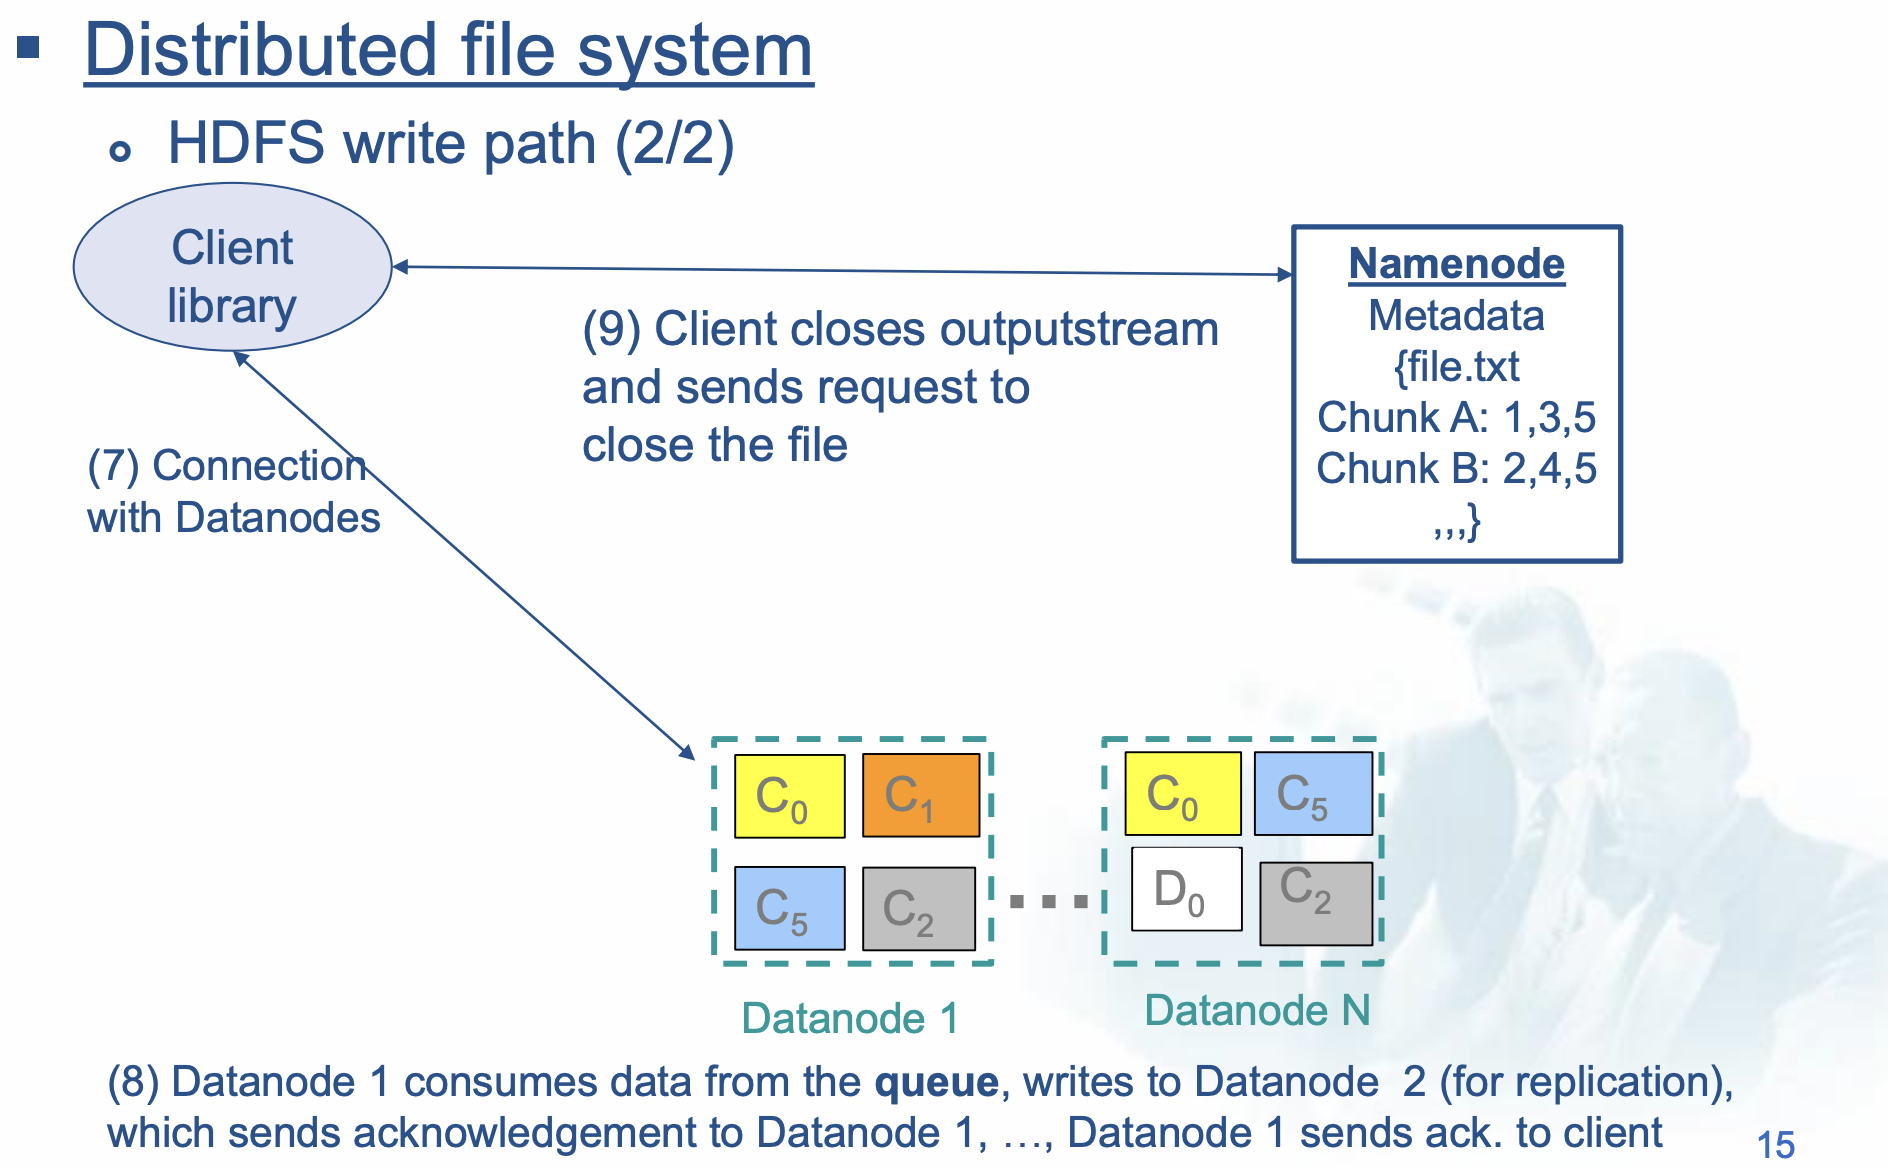 Distributed file system
HDFS write path (2/2)
Client
library
Namenode
Metadata
{file.txt
Chunk A: 1,3,5
Chunk B: 2,4,5
,,,}
(9) Client closes outputstream
and sends request to
close the file
(7) Connection
with Datanodes
C0 C1
C5 C2
...
C0 C5
D0 C2
Datanode 1
Datanode N
(8) Datanode 1 consumes data from the queue, writes to Datanode 2 (for replication),
which sends acknowledgement to Datanode 1, …, Datanode 1 sends ack. to client
15